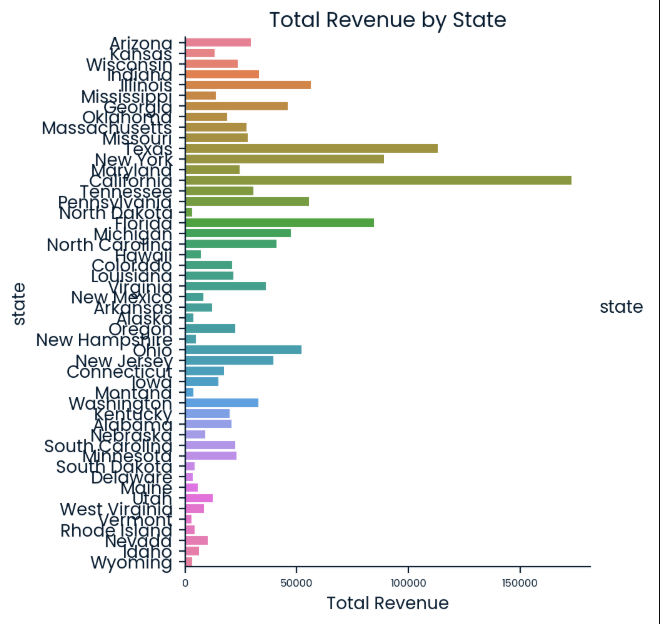 Total Revenue by State
Arizona
Kansas
Wisconsin
Indiana
Illinois
Mississippi
Georgia
Oklahoma
Massachusetts
Missouri
Texas
New York
Maryland
California
Tennessee
Pennsylvania
North Dakota
Florida
Michigan
North Carolina
Hawaii
Colorado
Louisiana
Virginia
New Mexico
Arkansas
Alaska
Oregon
New Hampshire
Ohio
New Jersey
Connecticut
Iowa
Montana
Washington
Kentucky
Alabama
Nebraska
South Carolina
Minnesota
South Dakota
Delaware
Maine
Utah
West Virginia
Vermont
Rhode Island
Nevada
Idaho
Wyoming
state
state
0 50000 100000 150000
Total Revenue